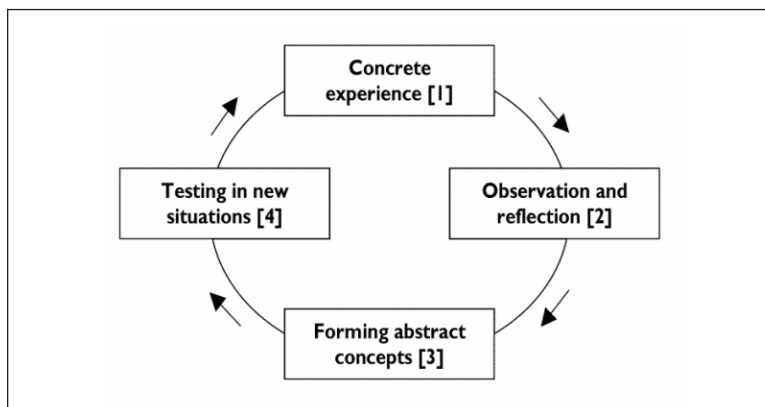 Concrete
experience [1]
Testing in new
situations [4]
Observation and
reflection [2]
Forming abstract
concepts [3]